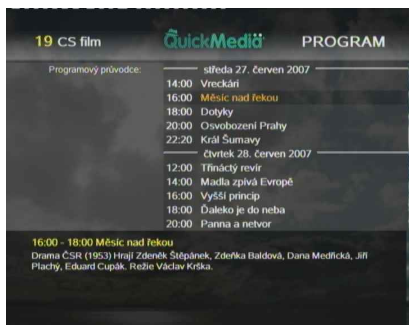 19 CS film
QuickMedia
PROGRAM
Programový průvodce:
středa 27. červen 2007
14:00 Vreckári
16:00 Měsíc nad řekou
18:00 Dotyky
20:00 Osvobození Prahy
22:20 Král Šumavy
čtvrtek 28. červen 2007
12:00 Třináctý revír
14:00 Madla zpívá Evropě
16:00 Vyšší princip
18:00 Ďaleko je do neba
20:00 Panna a netvor
16:00 - 18:00 Měsíc nad řekou
Drama ČSR (1953) Hrají Zdeněk Štěpánek, Zdeňka Baldová, Dana Medřická, Jiří
Plachý, Eduard Cupák. Režie Václav Krška.